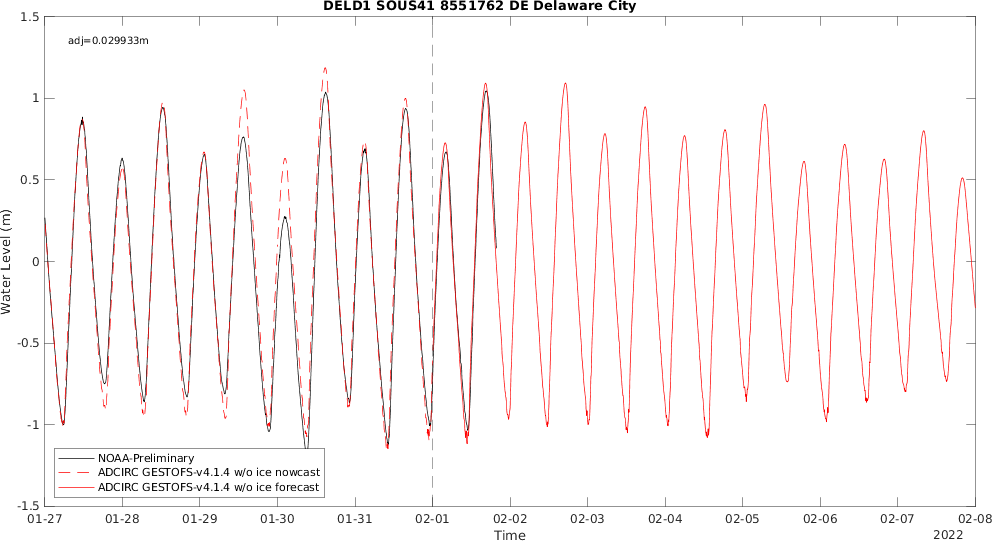 DELD1 SOUS41 8551762 DE Delaware City
adj=0.029933m
1.5
1
0.5
0
-0.5
-1
-1.5
Water Level (m)
NOAA-Preliminary
ADCIRC GESTOFS-v4.1.4 w/o ice nowcast
ADCIRC GESTOFS-v4.1.4 w/o ice forecast
01-27 01-28 01-29 01-30 01-31 02-01 02-02 02-03 02-04 02-05 02-06 02-07 02-08
Time
2022